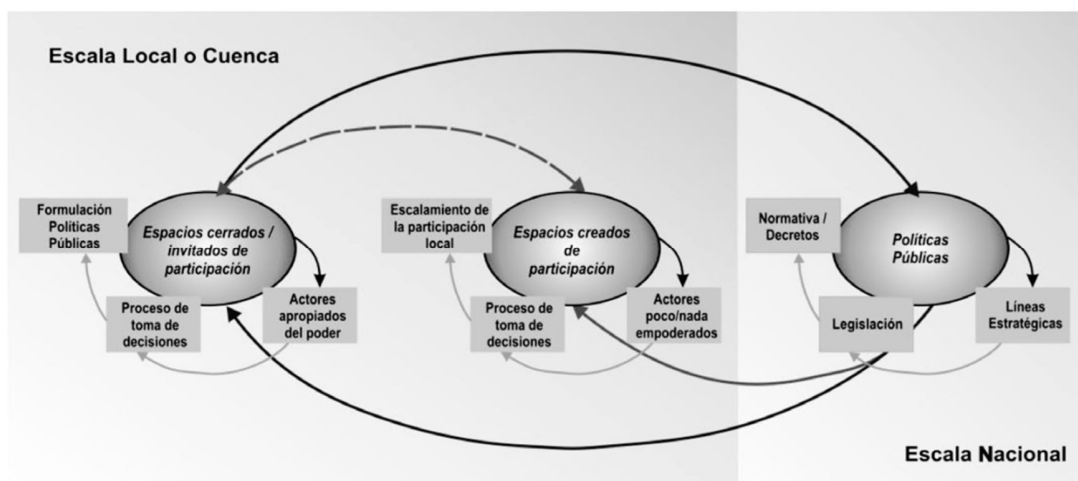 Escala Local o Cuenca
Formulación
Políticas
Públicas
Espacios cerrados /
invitados de
participación
Proceso de
toma de
decisiones
Actores
apropiados
del poder
Escalamiento de
la participación
local
Espacios creados
de
participación
Proceso de
toma de
decisiones
Actores
poco/nada
empoderados
Normativa /
Decretos
Políticas
Públicas
Legislación
Líneas
Estratégicas
Escala Nacional